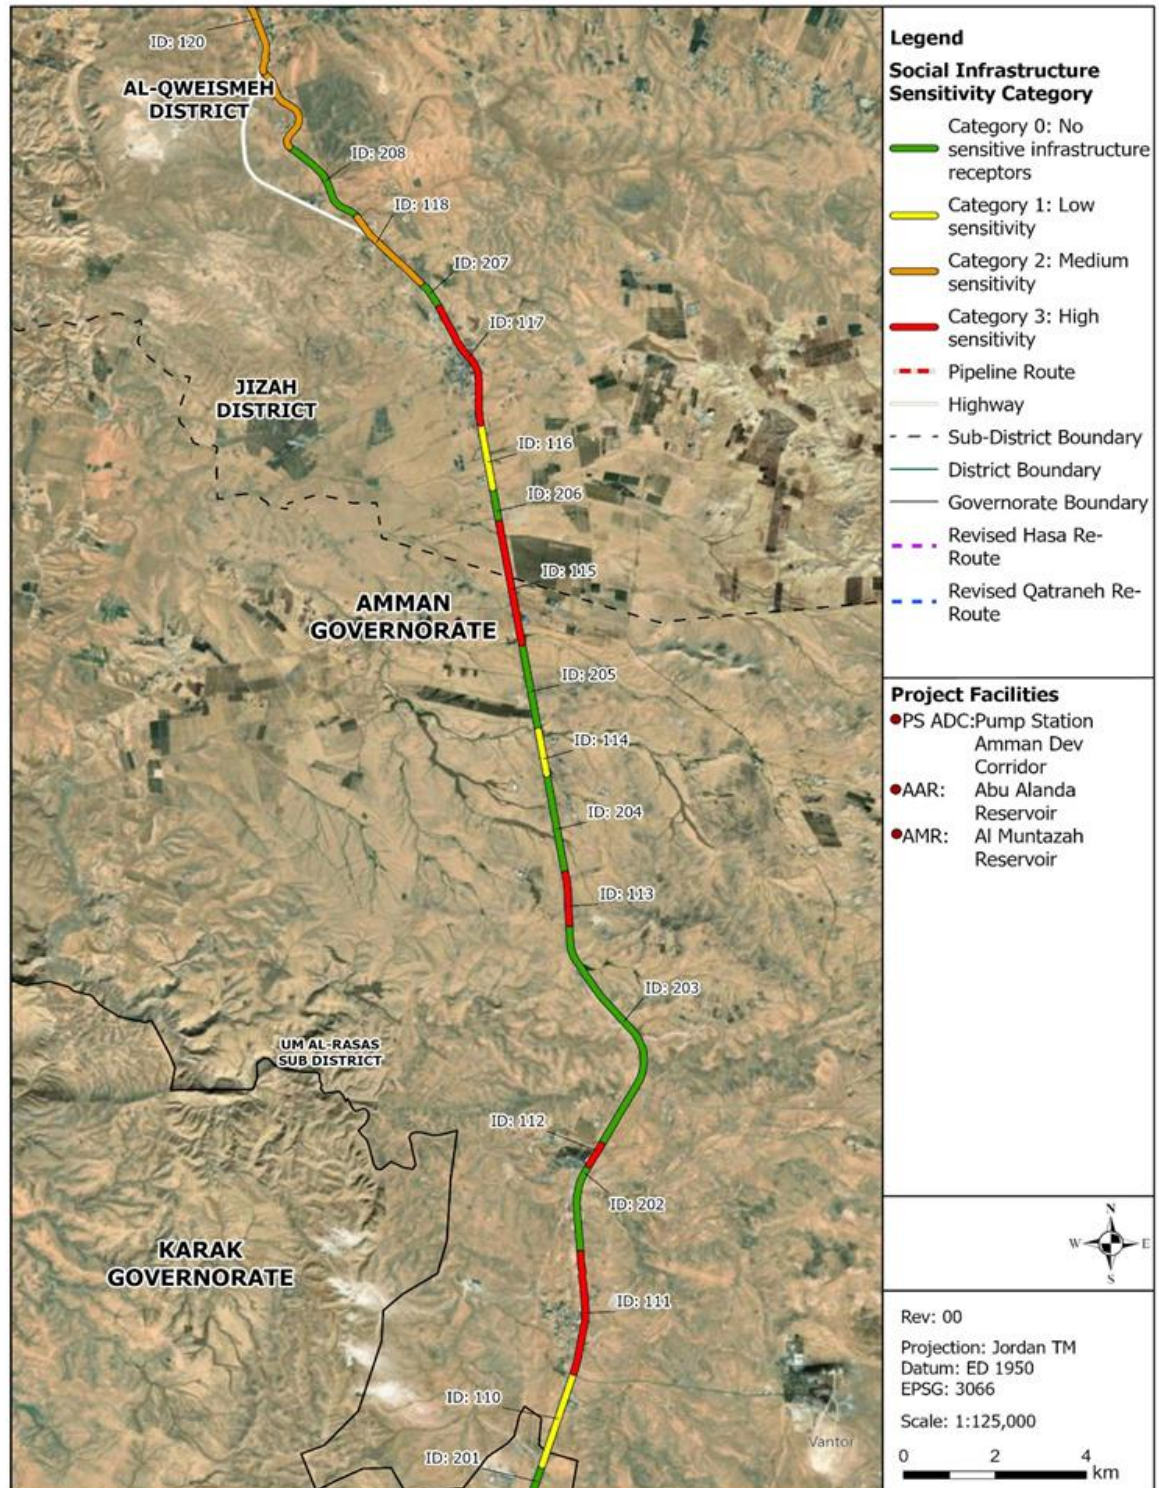 ID: 120
AL-QWEISMEH
DISTRICT
ID: 208
ID: 118
ID: 207
ID: 117
JIZAH
DISTRICT
ID: 116
ID: 206
ID: 115
AMMAN
GOVERNORATE
ID: 205
ID: 114
ID: 204
ID: 113
ID: 203
UM AL-RASAS
SUB DISTRICT
ID: 112
ID: 202
KARAK
GOVERNORATE
ID: 111
ID: 110
ID: 201
Vantor
Legend
Social Infrastructure
Sensitivity Category
Category 0: No
sensitive infrastructure
receptors
Category 1: Low
sensitivity
Category 2: Medium
sensitivity
Category 3: High
sensitivity
Pipeline Route
Highway
Sub-District Boundary
District Boundary
Governorate Boundary
Revised Hasa Re-
Route
Revised Qatraneh Re-
Route
Project Facilities
PS ADC:Pump Station
Amman Dev
Corridor
AAR: Abu Alanda
Reservoir
AMR: Al Muntazah
Reservoir
N
W E
S
Rev: 00
Projection: Jordan TM
Datum: ED 1950
EPSG: 3066
Scale: 1:125,000
0 2 4
km